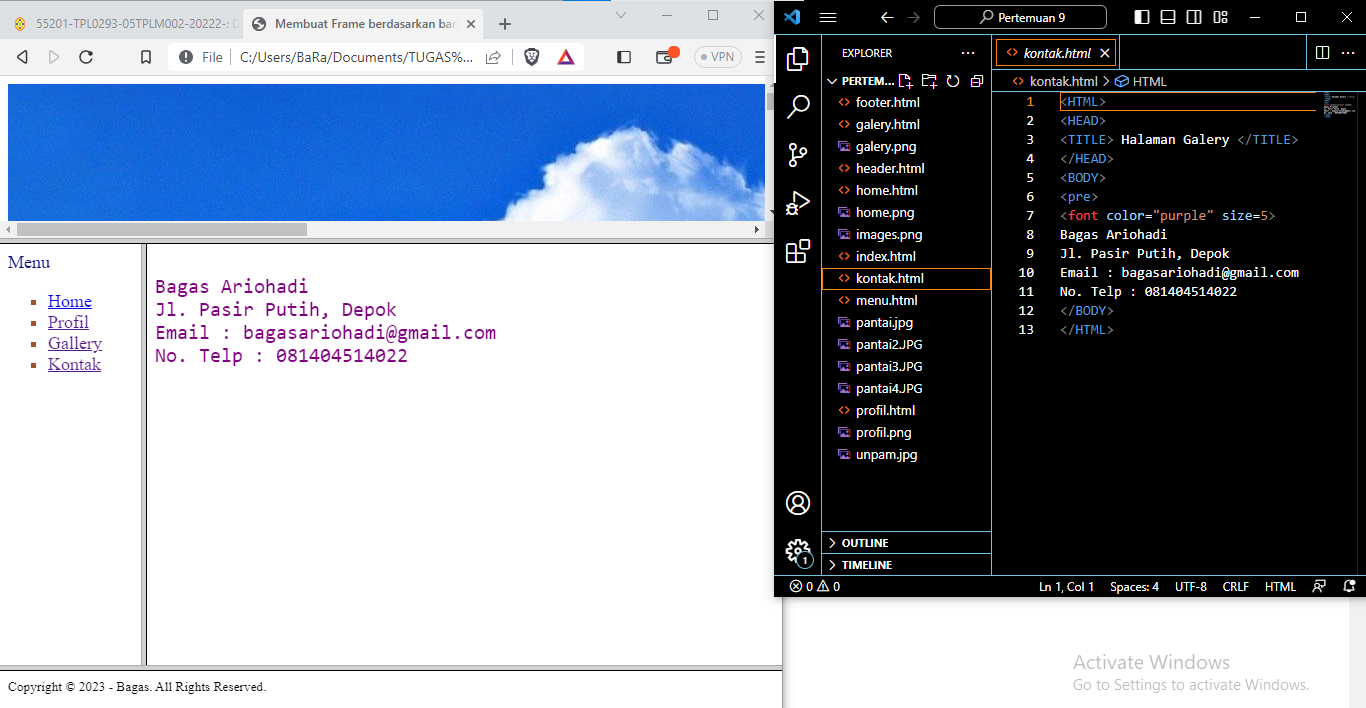 55201-TPL0293-05TPLM002-20222-:
Membuat Frame berdasarkan bar
File
C:/Users/BaRa/Documents/TUGAS%...
VPN
Menu
Home
Profil
Gallery
Kontak
Bagas Ariohadi
Jl. Pasir Putih, Depok
Email : bagasariohadi@gmail.com
No. Telp : 081404514022
Copyright © 2023 - Bagas. All Rights Reserved.
Pertemuan 9
EXPLORER
PERTEM...
footer.html
galery.html
galery.png
header.html
home.html
home.png
images.png
index.html
kontak.html
menu.html
pantai.jpg
pantai2.JPG
pantai3.JPG
pantai4.JPG
profil.html
profil.png
unpam.jpg
OUTLINE
TIMELINE
1
kontak.html
kontak.html > HTML
1 <HTML>
2 <HEAD>
3 <TITLE> Halaman Galery </TITLE>
4 </HEAD>
5 <BODY>
6 <pre>
7 <font color="purple" size=5>
8 Bagas Ariohadi
9 Jl. Pasir Putih, Depok
10 Email : bagasariohadi@gmail.com
11 No. Telp : 081404514022
12 </BODY>
13 </HTML>
0 0
Ln 1, Col 1 Spaces: 4 UTF-8 CRLF HTML
Activate Windows
Go to Settings to activate Windows.